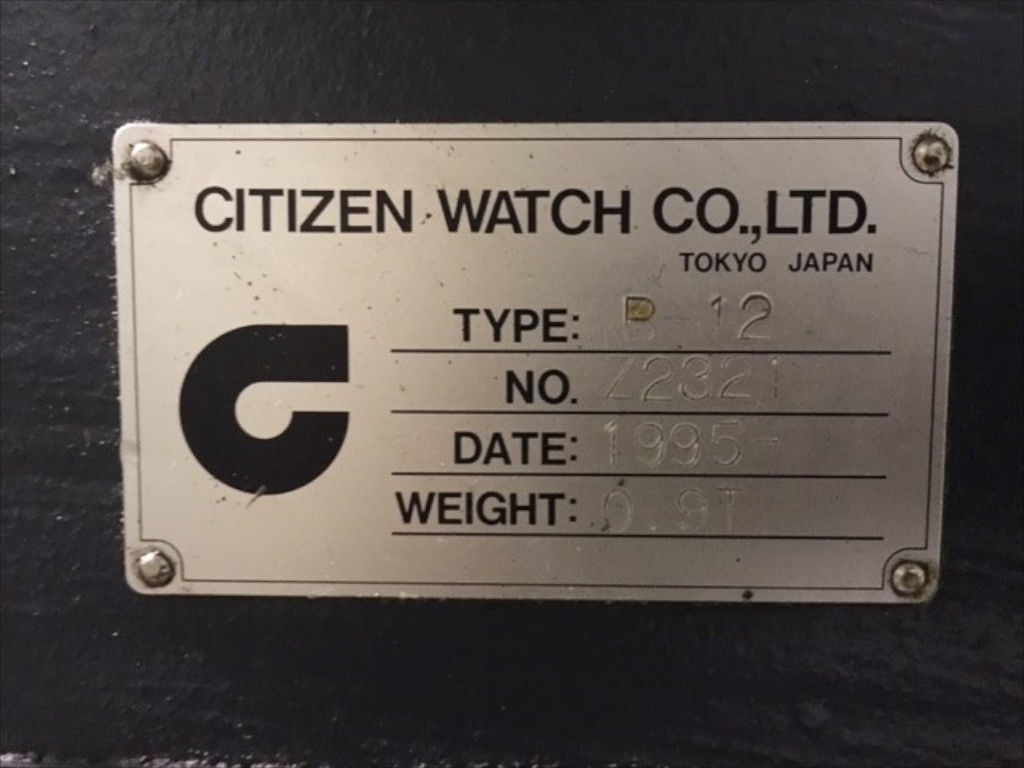 CITIZEN WATCH CO.,LTD.
TOKYO JAPAN
TYPE: B-12
NO. Z2321
DATE: 1995-
WEIGHT: 0.9T